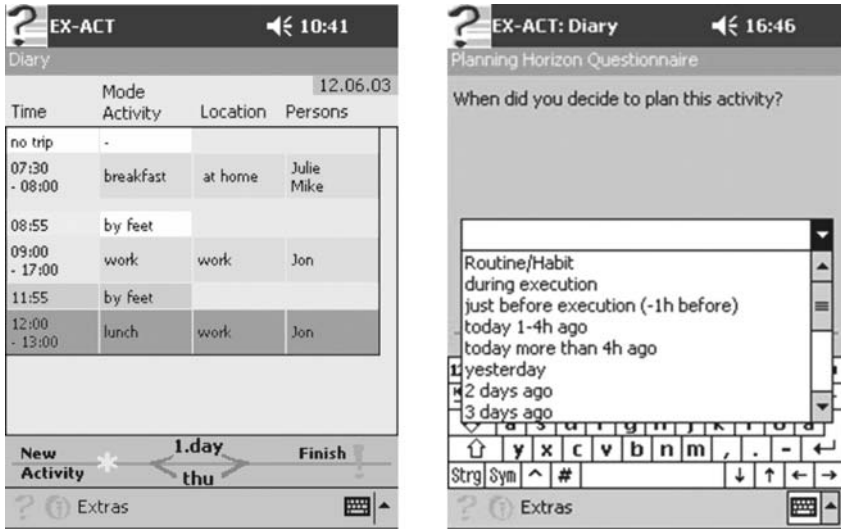 EX-ACT 10:41
Diary
12.06.03
Mode
Time Activity Location Persons
no trip -
07:30 - 08:00 breakfast at home Julie Mike
08:55 by feet
09:00 - 17:00 work work Jon
11:55 by feet
12:00 - 13:00 lunch work Jon
New Activity
1.day
thu
Finish
Extras
EX-ACT: Diary 16:46
Planning Horizon Questionnaire
When did you decide to plan this activity?
Routine/Habit
during execution
just before execution (-1h before)
today 1-4h ago
today more than 4h ago
yesterday
2 days ago
3 days ago
y x c v b n m , . -
Strg Sym ^ #
Extras